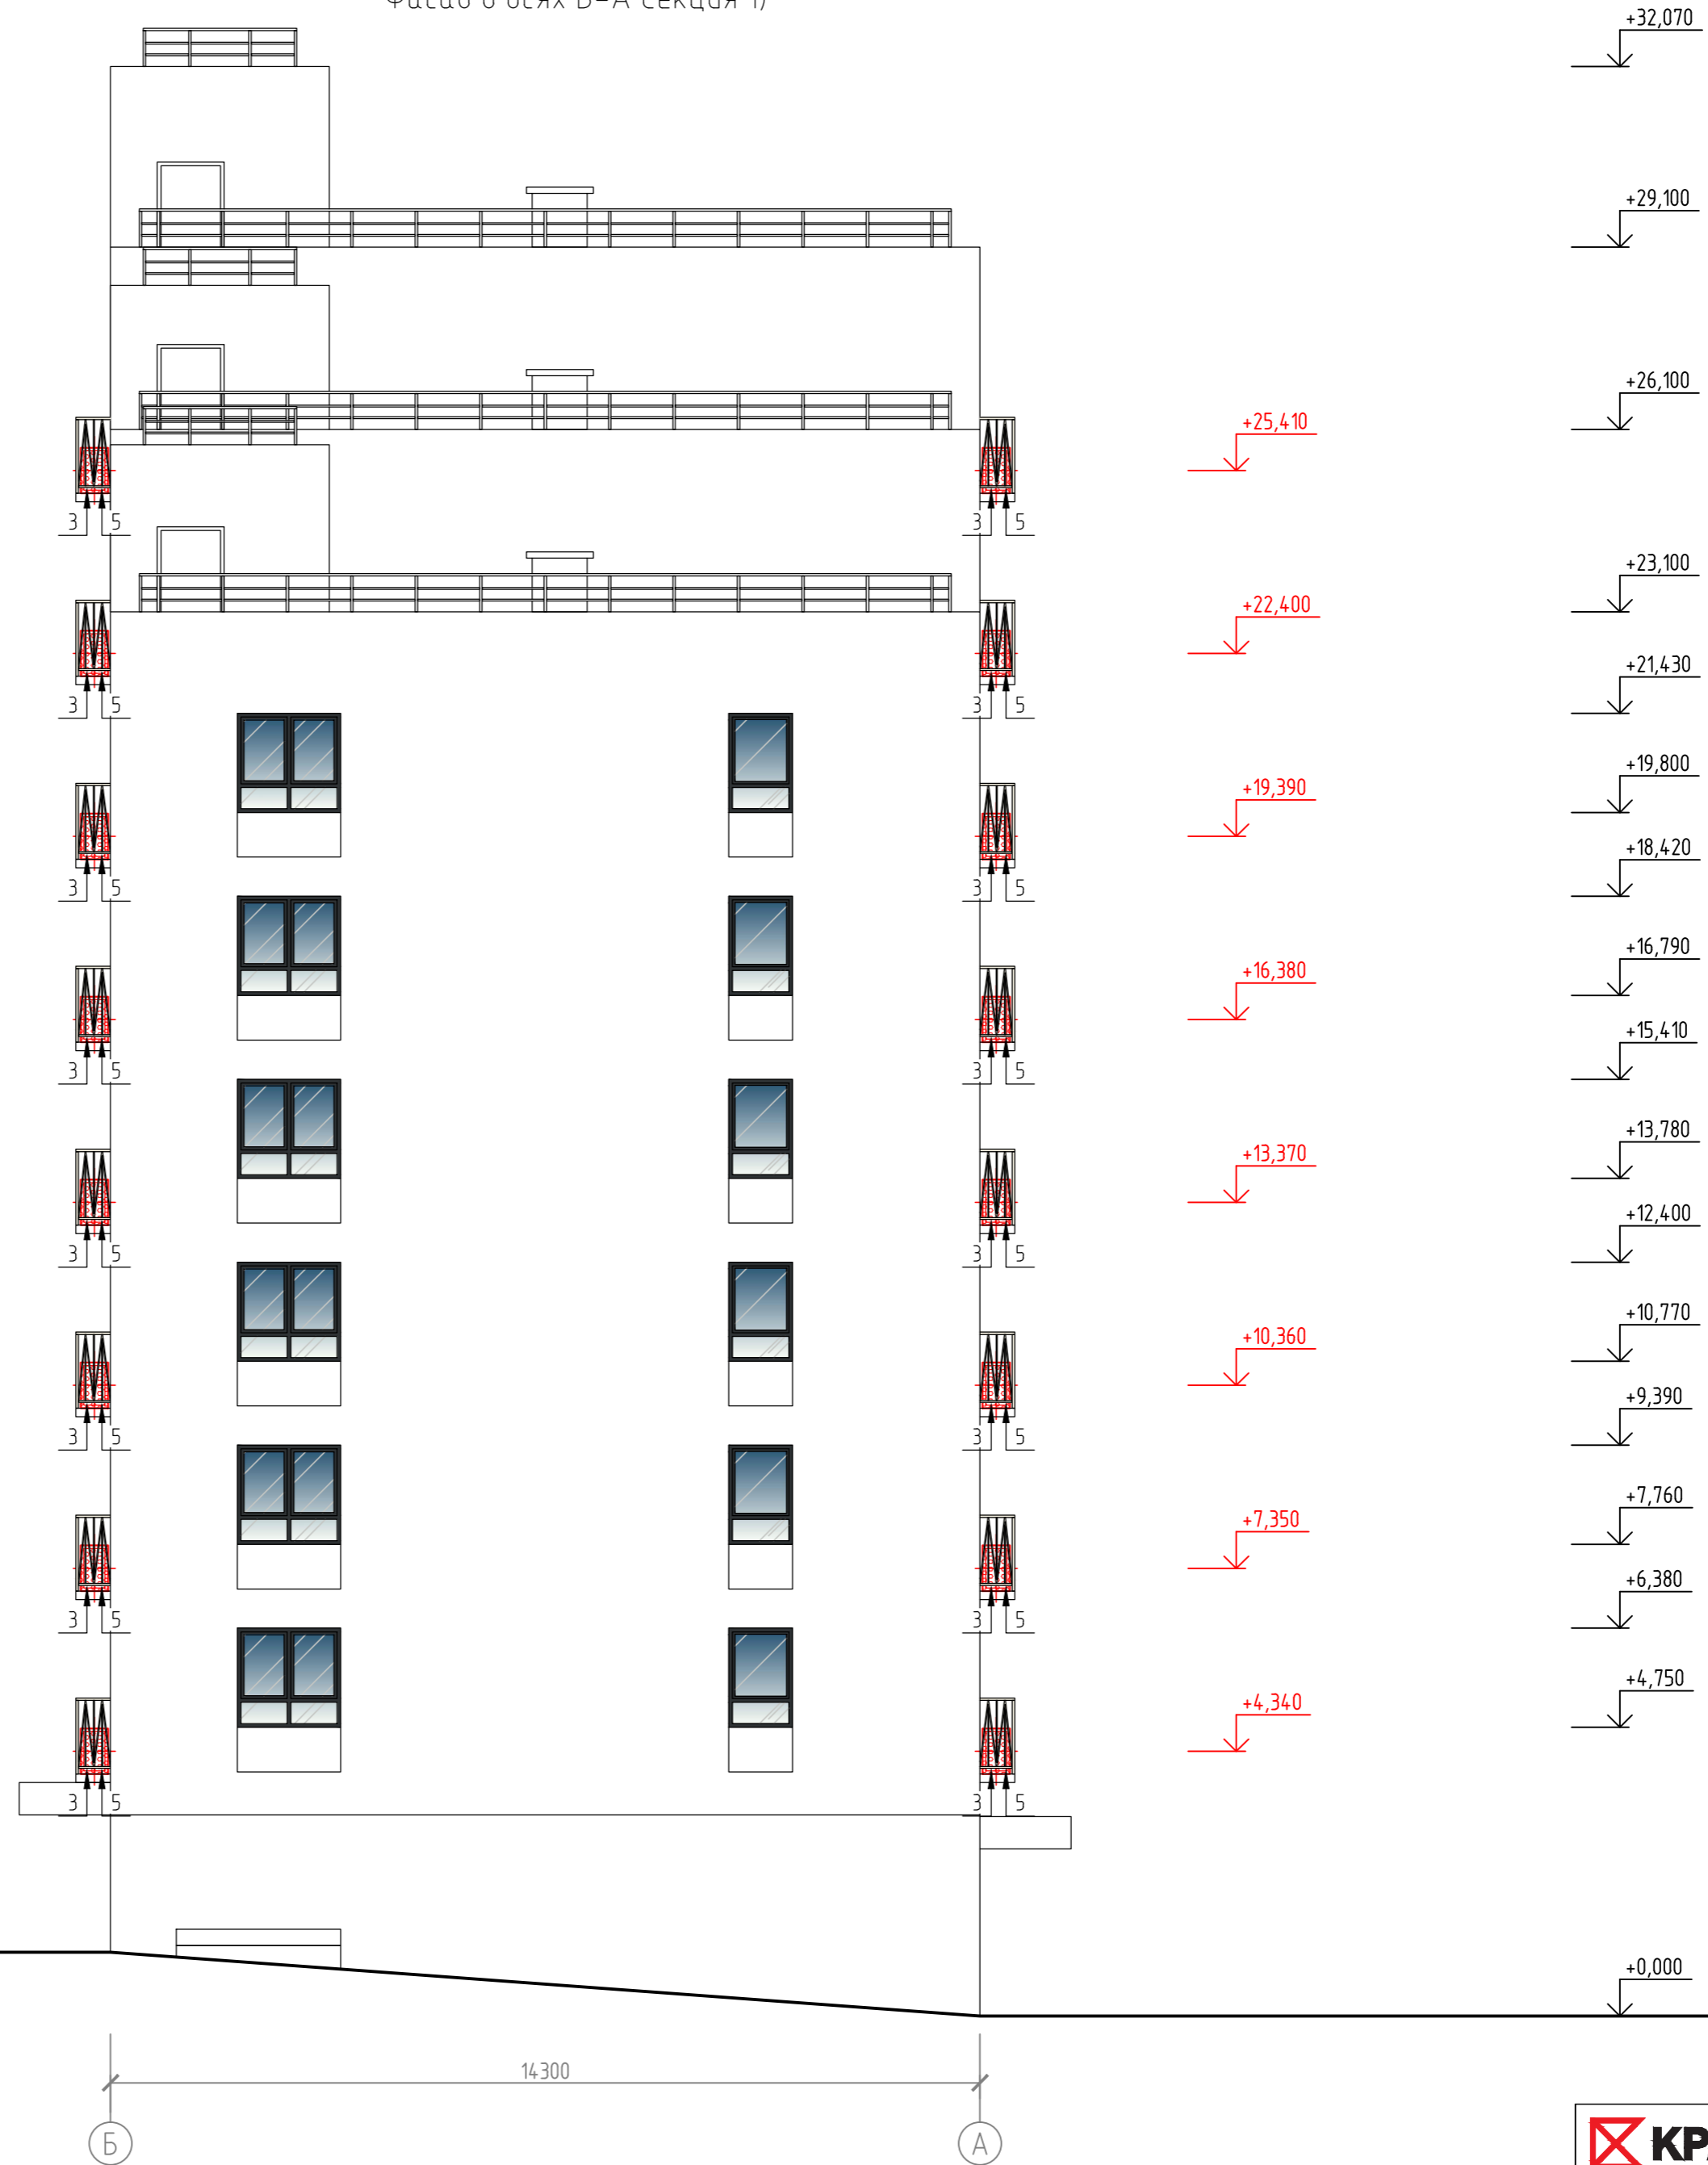 Фасад в осях Б-А секция 1)
+32,070
+29,100
+26,100
+25,410
3 5 3 5
+23,100
+22,400
+21,430
3 5 3 5
+19,800
+19,390
+18,420
3 5 3 5
+16,790
+16,380
+15,410
3 5 3 5
+13,780
+13,370
+12,400
3 5 3 5
+10,770
+10,360
+9,390
3 5 3 5
+7,760
+7,350
+6,380
3 5 3 5
+4,750
+4,340
3 5 3 5
+0,000
14300
Б А
КР